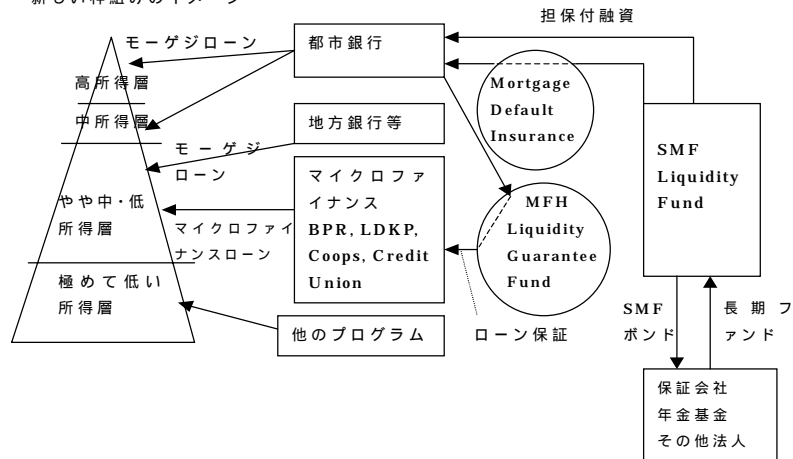 新しい枠組みのイメージ
担保付融資
モーゲジローン
都市銀行
高所得層
中所得層
Mortgage
Default
Insurance
地方銀行等
モーゲジ
ローン
SMF
Liquidity
Fund
マイクロファ
イナンス
BPR, LDKP,
Coops, Credit
Union
やや中・低
所得層
マイクロファイ
ナンスローン
MFH
Liquidity
Guarantee
Fund
極めて低い
所得層
他のプログラム
ローン保証
SMF
ボンド
長期フ
ァンド
保証会社
年金基金
その他法人